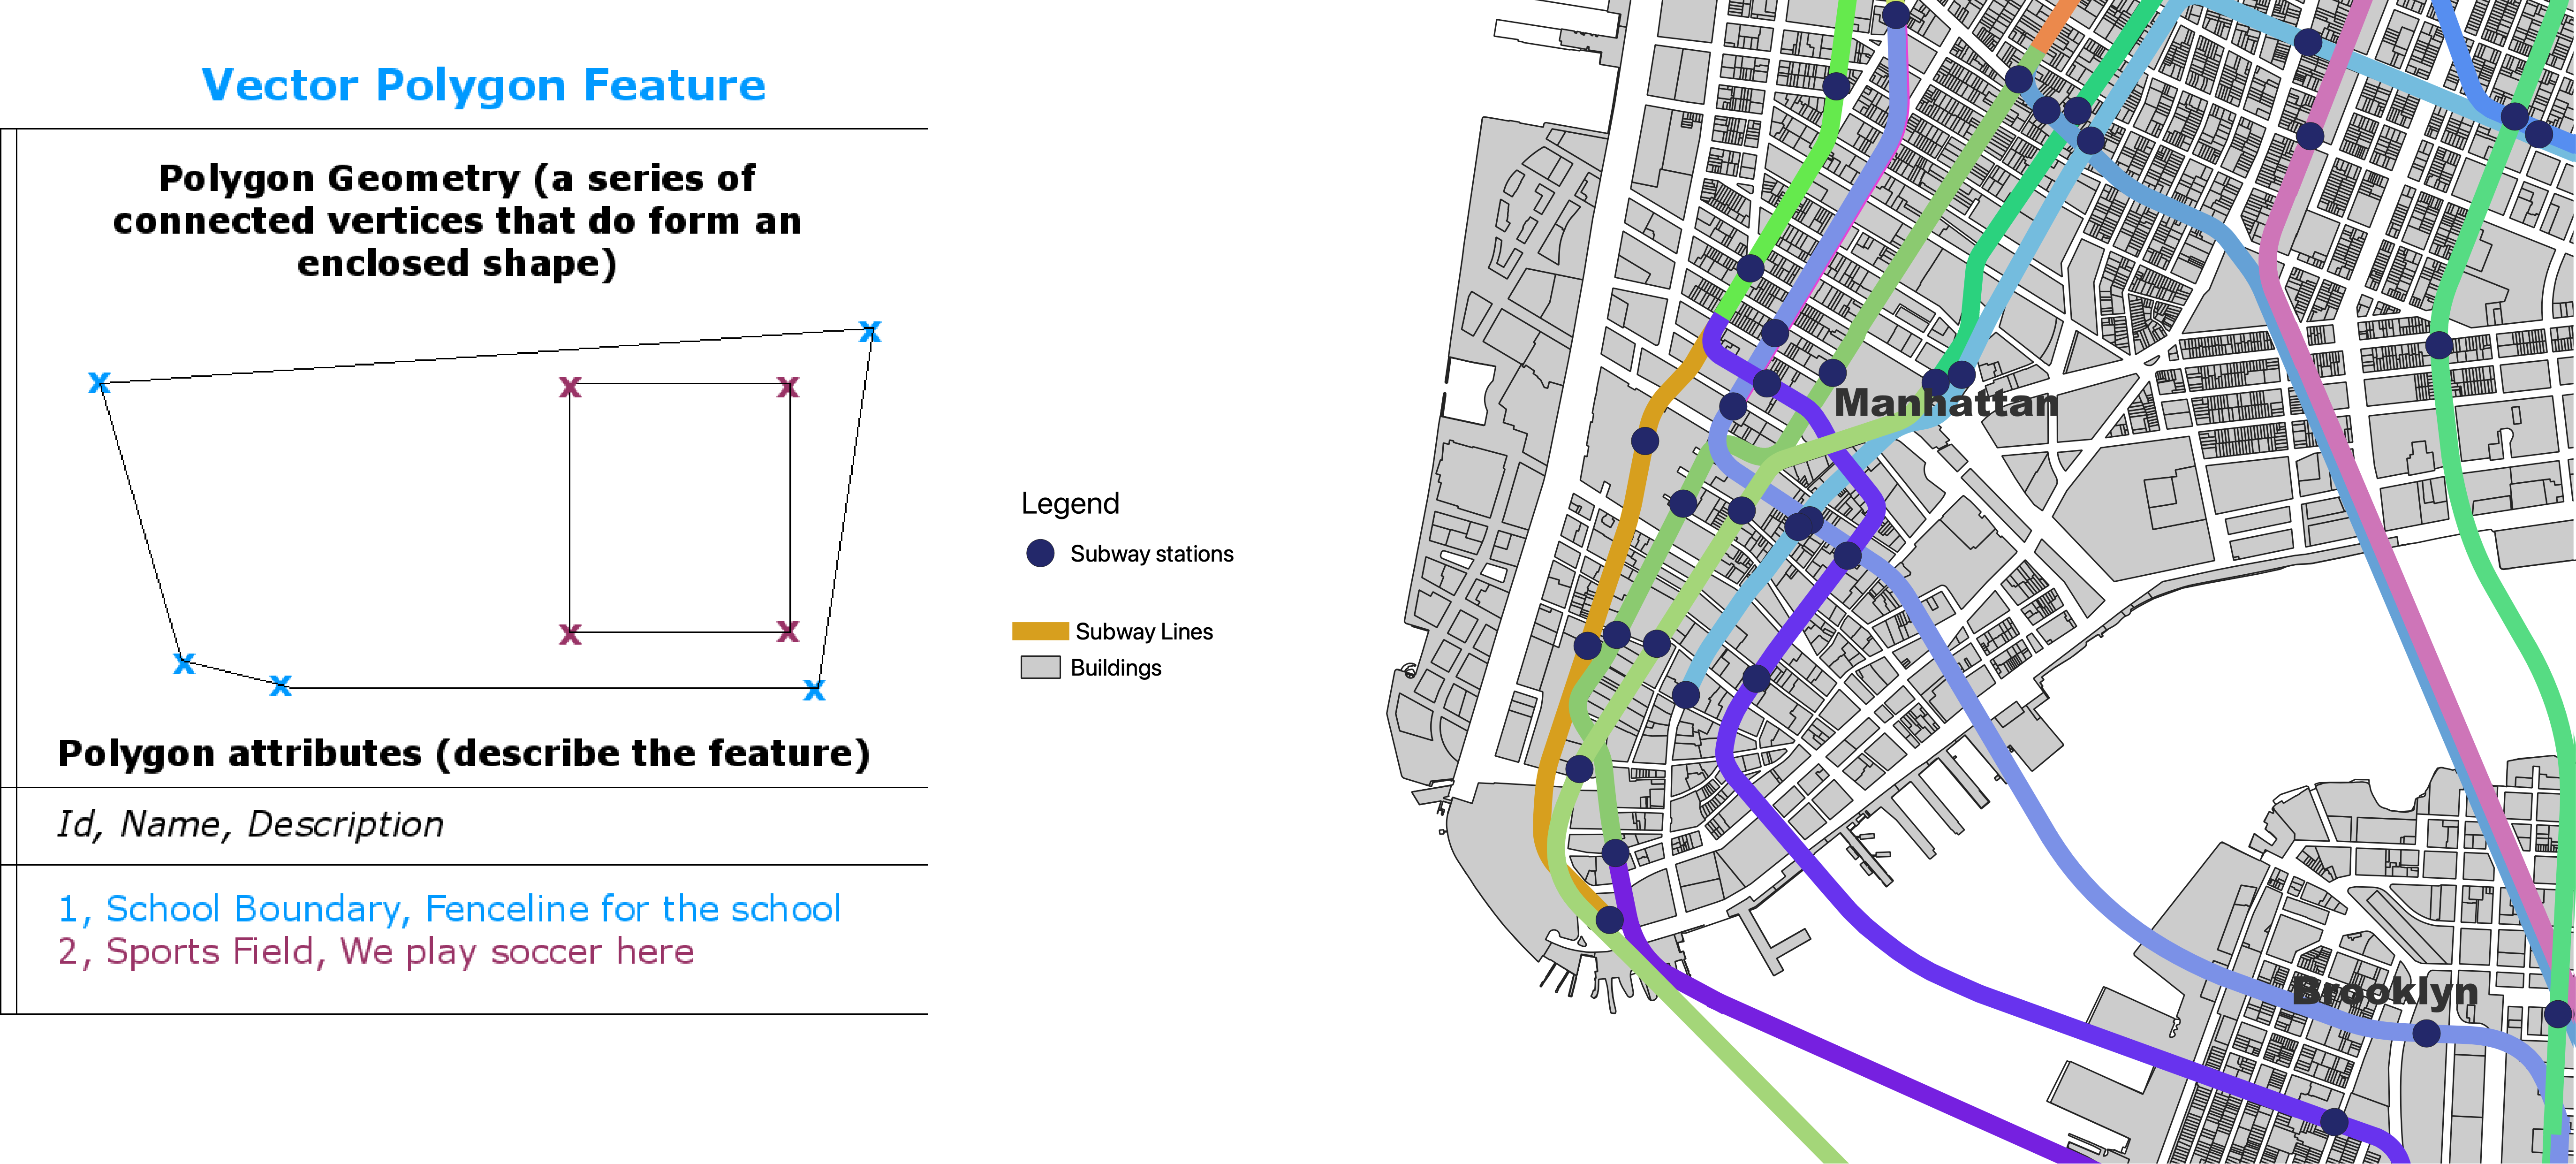 Vector Polygon Feature
Polygon Geometry (a series of
connected vertices that do form an
enclosed shape)
Polygon attributes (describe the feature)
Id, Name, Description
1, School Boundary, Fenceline for the school
2, Sports Field, We play soccer here
Legend
Subway stations
Subway Lines
Buildings
Manhattan
Brooklyn